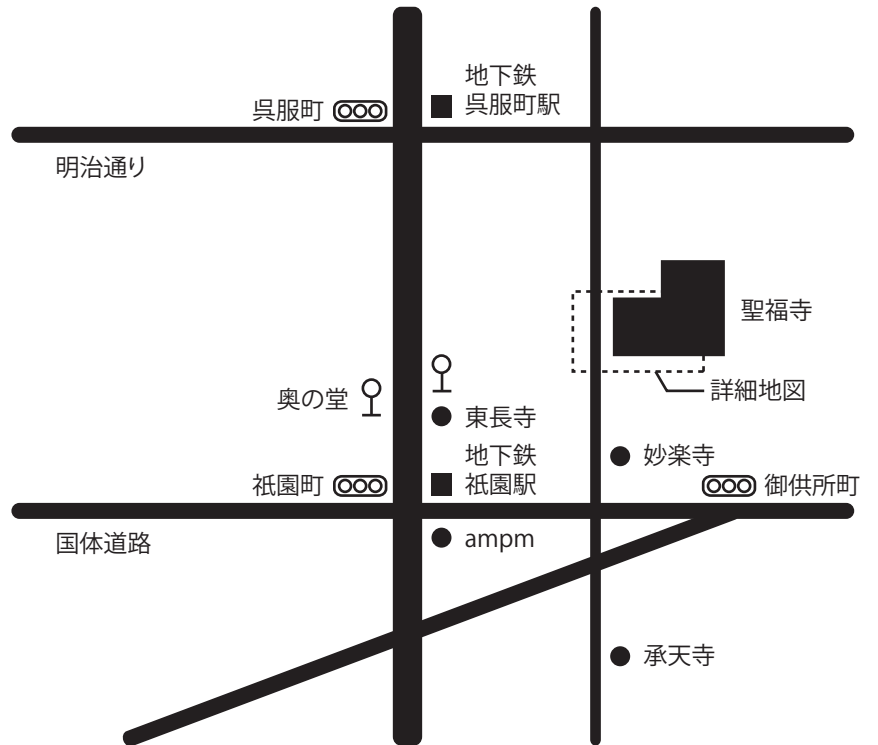 地下鉄
呉服町駅
呉服町
明治通り
聖福寺
詳細地図
奥の堂
東長寺
地下鉄
祇園駅
妙楽寺
祇園町
御供所町
国体道路
ampm
承天寺